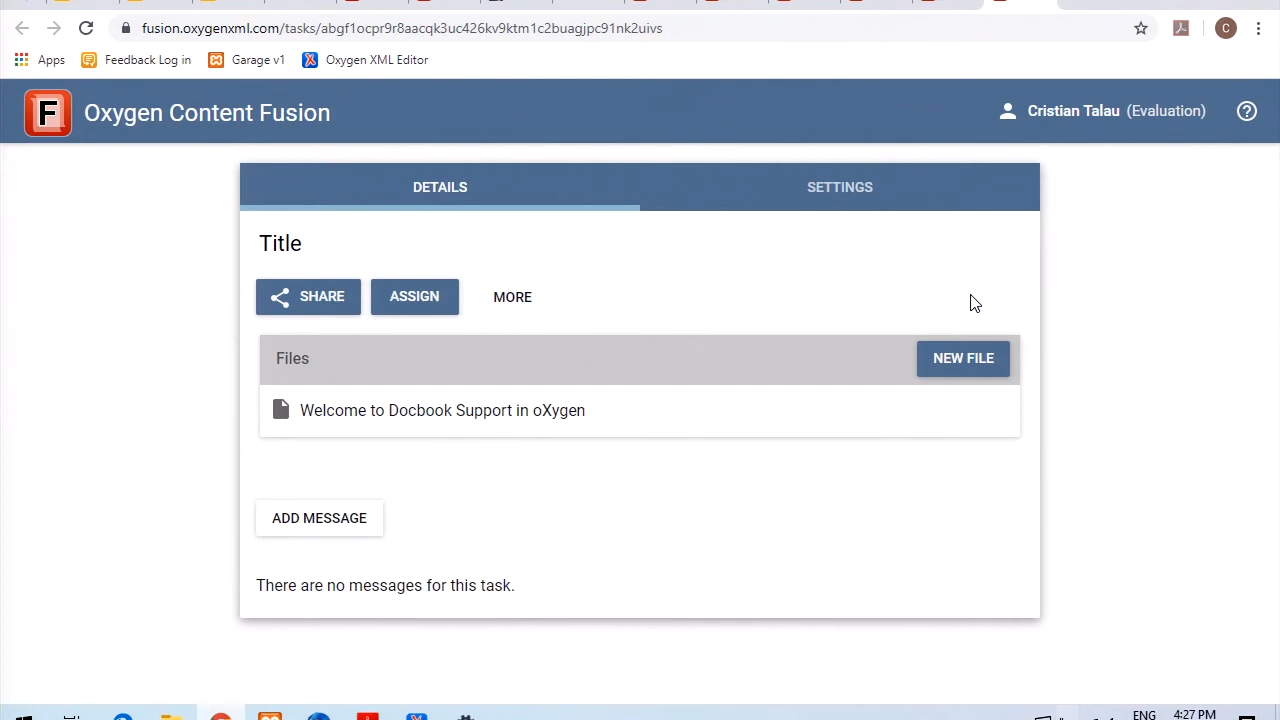 fusion.oxygenxml.com/tasks/abgf1ocpr9r8aacqk3uc426kv9ktm1c2buagjpc91nk2uivs
C
Apps Feedback Log in Garage v1 Oxygen XML Editor
F Oxygen Content Fusion Cristian Talau (Evaluation)
DETAILS SETTINGS
Title
SHARE ASSIGN MORE
Files NEW FILE
Welcome to Docbook Support in oXygen
ADD MESSAGE
There are no messages for this task.
ENG 4:27 PM